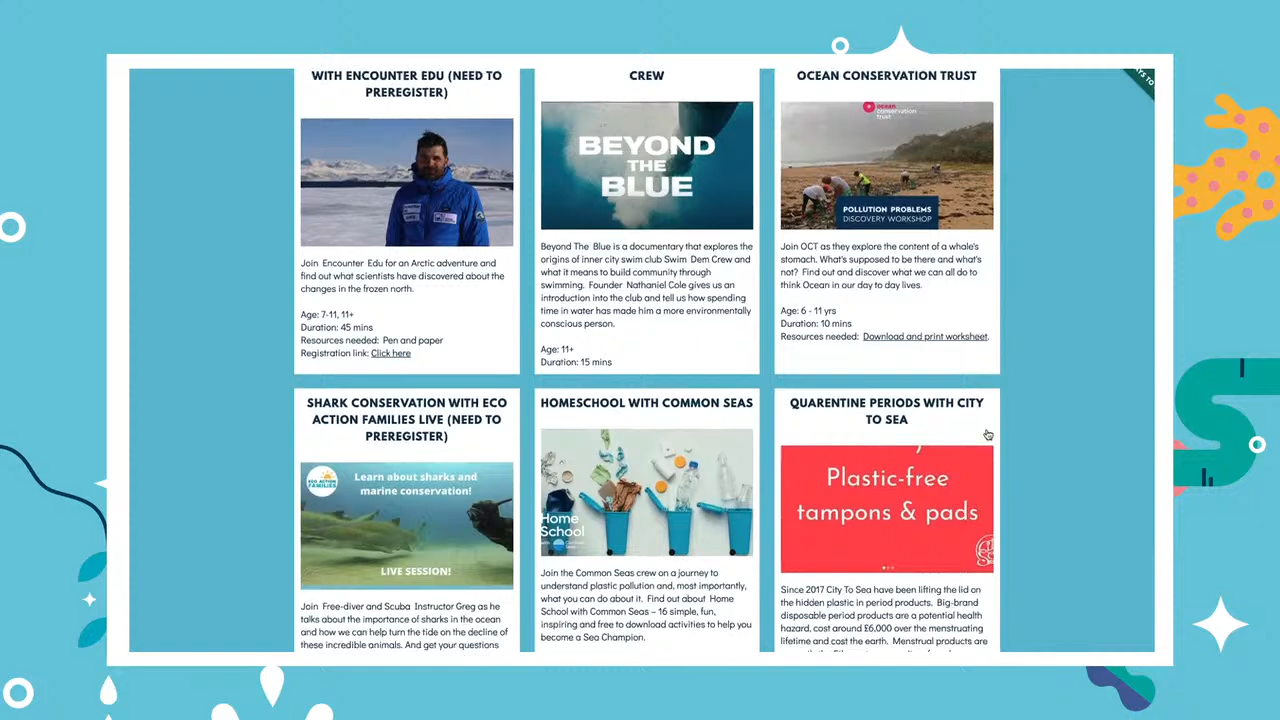 WITH ENCOUNTER EDU (NEED TO
PREREGISTER)
Join Encounter Edu for an Arctic adventure and
find out what scientists have discovered about the
changes in the frozen north.
Age: 7-11, 11+
Duration: 45 mins
Resources needed: Pen and paper
Registration link: Click here
CREW
BEYOND
THE
BLUE
Beyond The Blue is a documentary that explores the
origins of inner city swim club Swim Dem Crew and
what it means to build community through
swimming. Founder Nathaniel Cole gives us an
introduction into the club and tell us how spending
time in water has made him a more environmentally
conscious person.
Age: 11+
Duration: 15 mins
OCEAN CONSERVATION TRUST
ocean
conservation
trust
POLLUTION PROBLEMS
DISCOVERY WORKSHOP
Join OCT as they explore the content of a whale's
stomach. What's supposed to be there and what's
not? Find out and discover what we can all do to
think Ocean in our day to day lives.
Age: 6 - 11 yrs
Duration: 10 mins
Resources needed: Download and print worksheet.
SHARK CONSERVATION WITH ECO
ACTION FAMILIES LIVE (NEED TO
PREREGISTER)
ECO ACTION
FAMILIES
Learn about sharks and
marine conservation!
LIVE SESSION!
Join Free-diver and Scuba Instructor Greg as he
talks about the importance of sharks in the ocean
and how we can help turn the tide on the decline of
these incredible animals. And get your questions
HOMESCHOOL WITH COMMON SEAS
Home
School
Join the Common Seas crew on a journey to
understand plastic pollution and, most importantly,
what you can do about it. Find out about Home
School with Common Seas – 16 simple, fun,
inspiring and free to download activities to help you
become a Sea Champion.
QUARENTINE PERIODS WITH CITY
TO SEA
Plastic-free
tampons & pads
Since 2017 City To Sea have been lifting the lid on
the hidden plastic in period products. Big-brand
disposable period products are a potential health
hazard, cost around £6,000 over the menstruating
lifetime and cost the earth. Menstrual products are